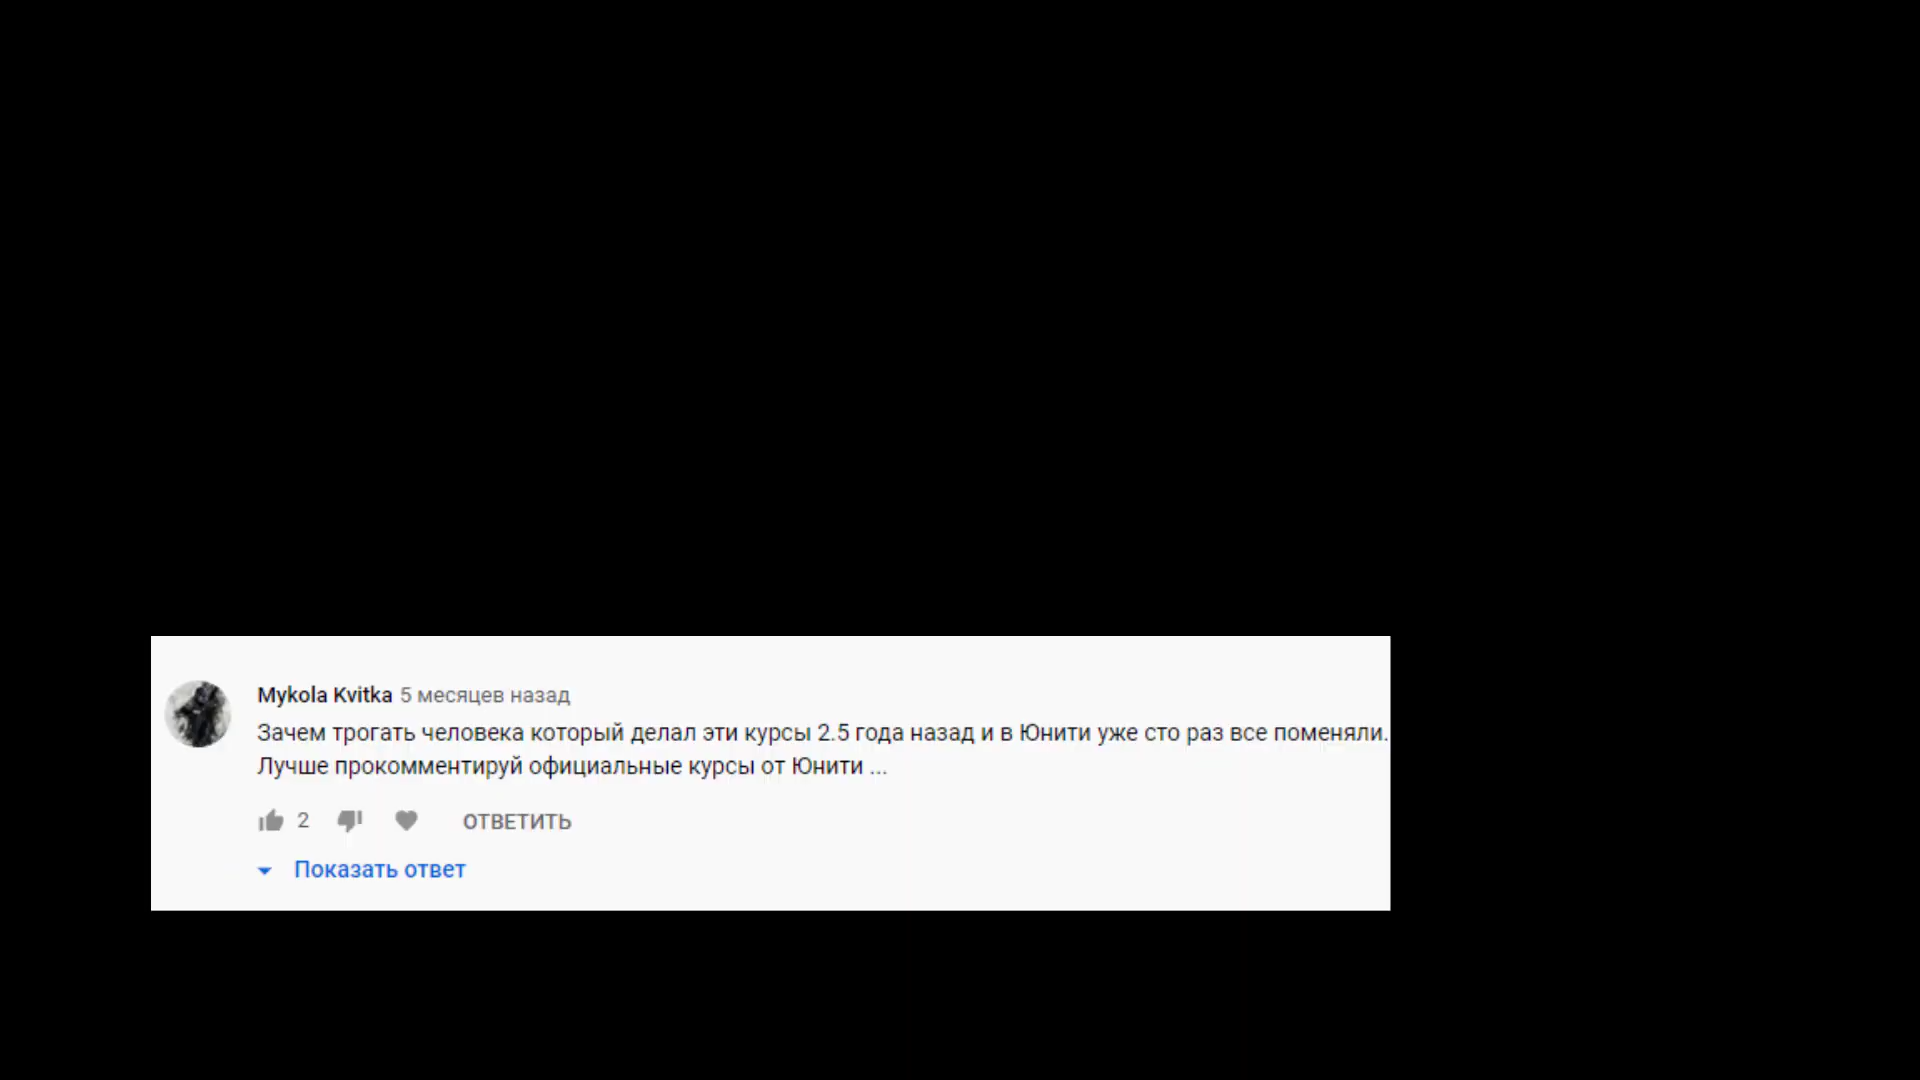 Mykola Kvitka 5 месяцев назад
Зачем трогать человека который делал эти курсы 2.5 года назад и в Юнити уже сто раз все поменяли.
Лучше прокомментируй официальные курсы от Юнити ...
2 ОТВЕТИТЬ
Показать ответ